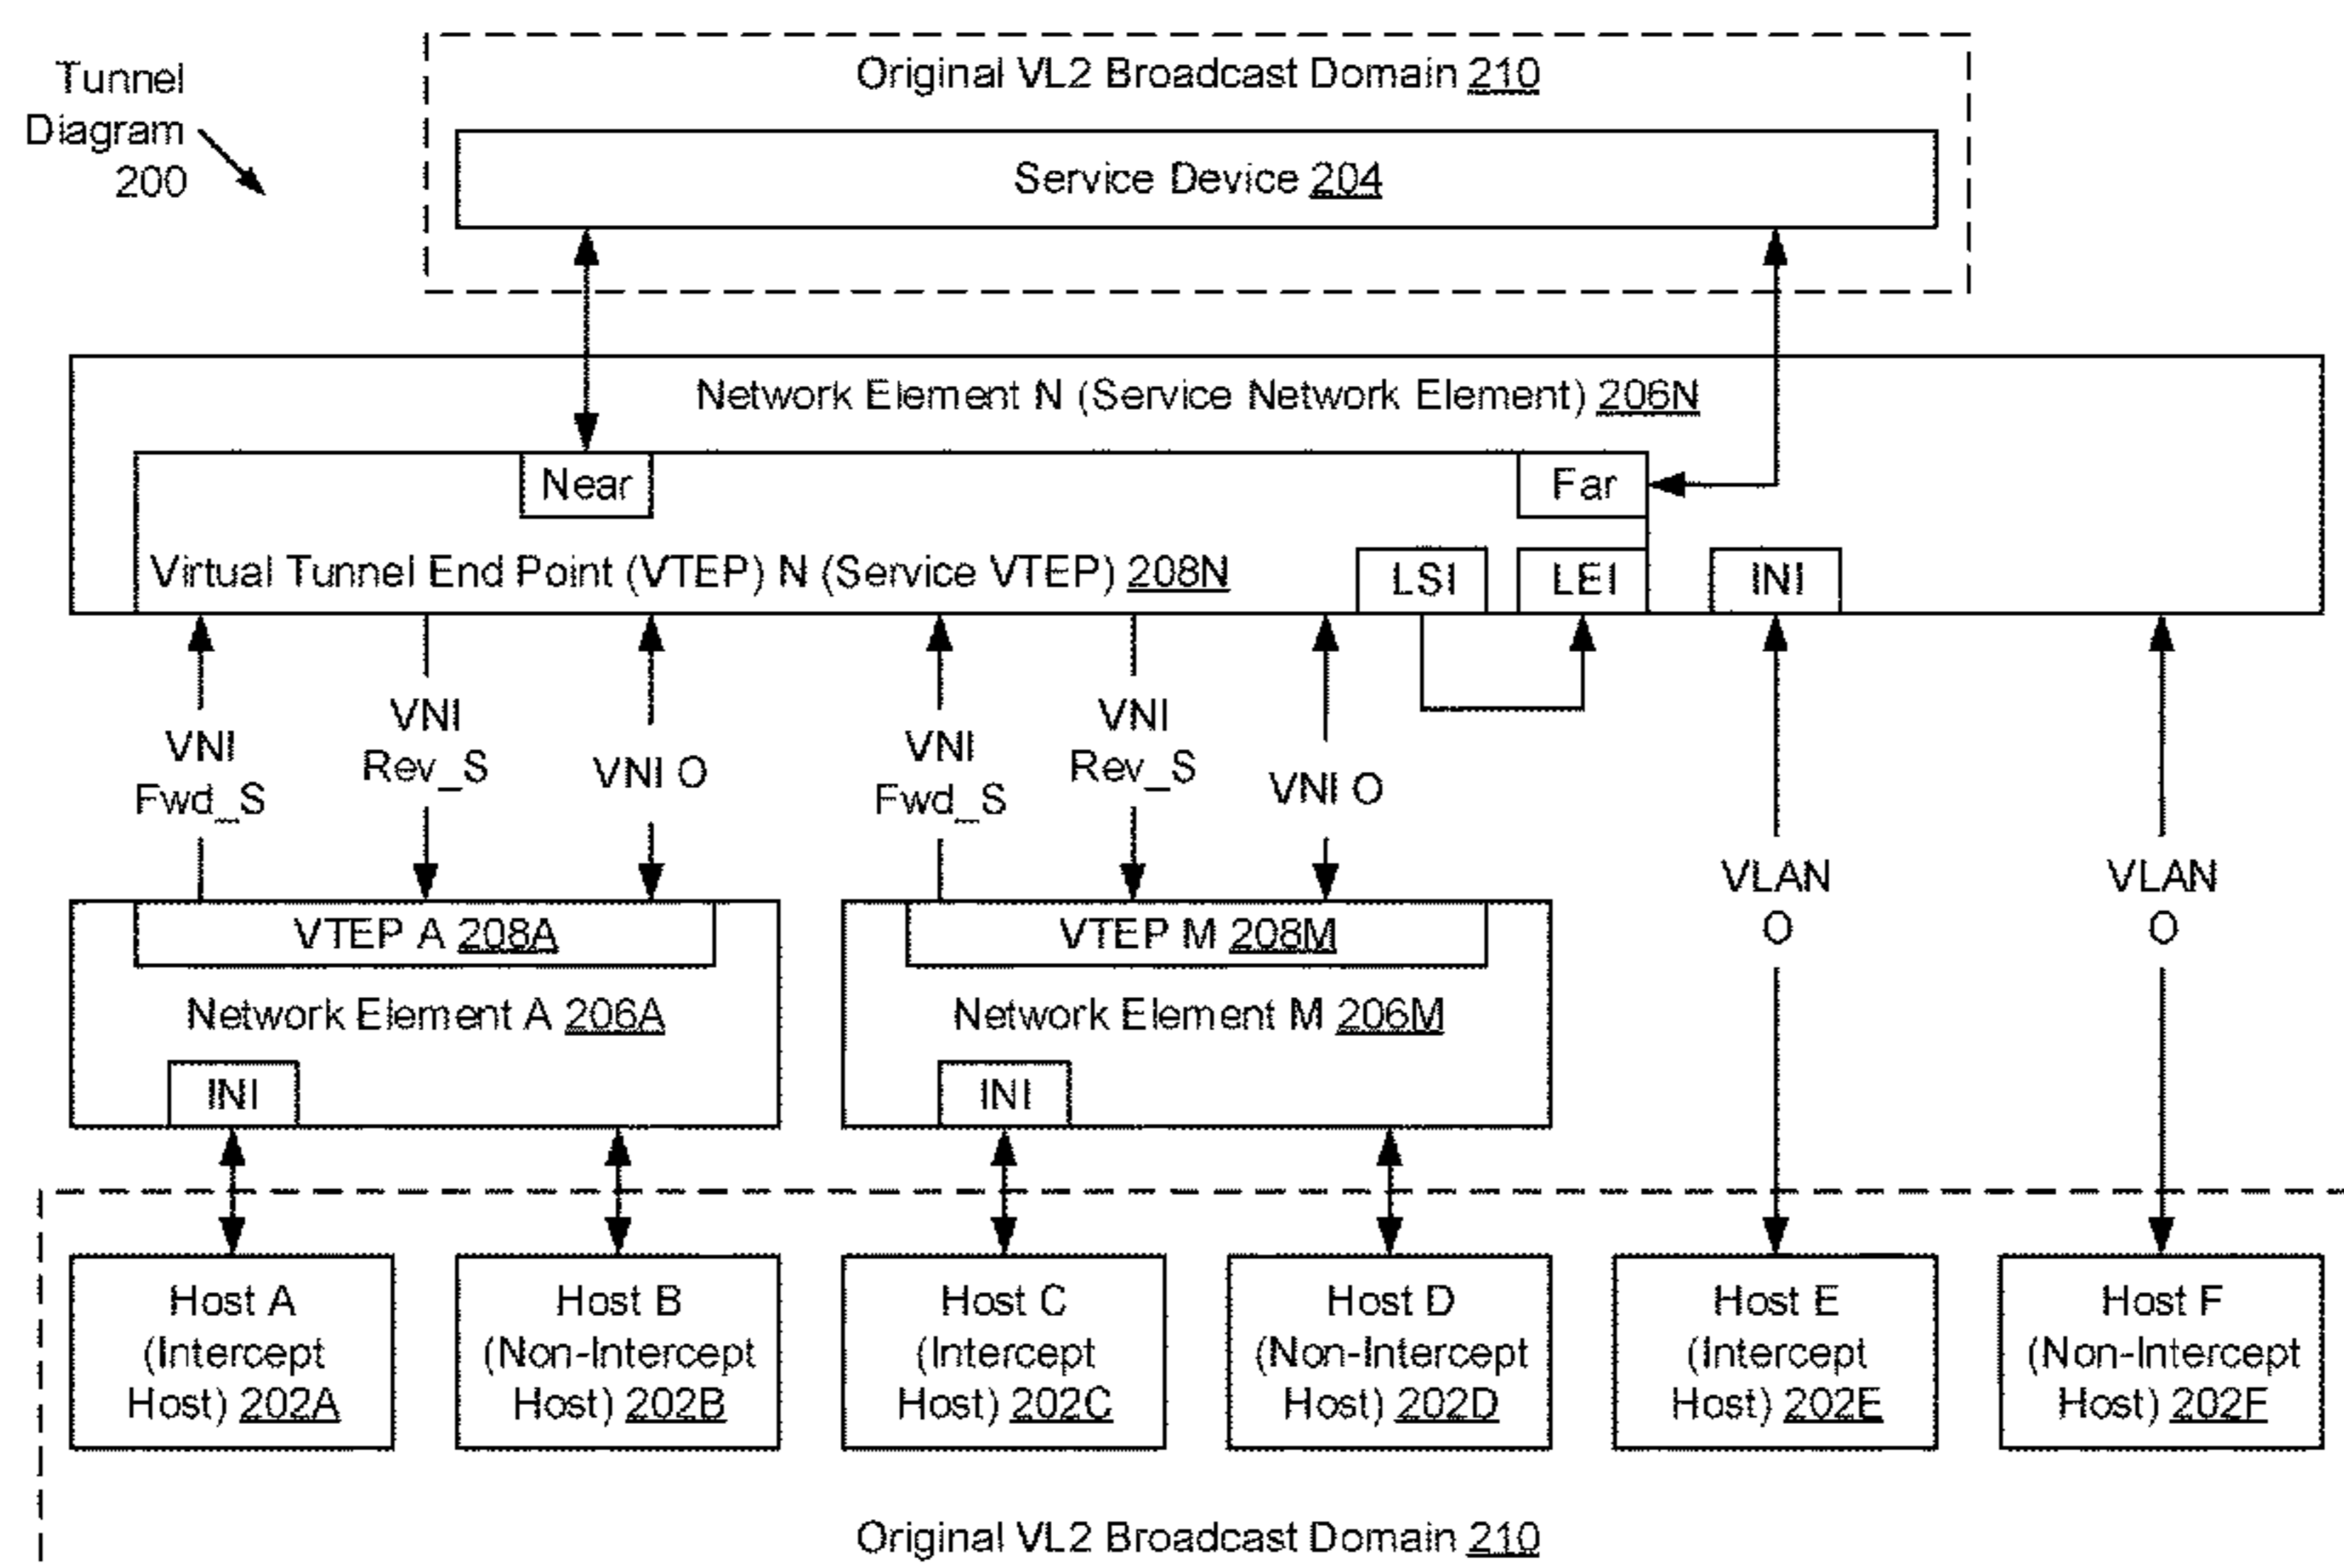 Tunnel
Diagram
200
Original VL2 Broadcast Domain 210
Service Device 204
Network Element N (Service Network Element) 206N
Near
Far
Virtual Tunnel End Point (VTEP) N (Service VTEP) 208N
LSI
LEI
INI
VNI
Fwd_S
VNI
Rev_S
VNI O
VNI
Fwd_S
VNI
Rev_S
VNI O
VLAN
O
VLAN
O
VTEP A 208A
Network Element A 206A
INI
VTEP M 208M
Network Element M 206M
INI
Host A
(Intercept
Host) 202A
Host B
(Non-Intercept
Host) 202B
Host C
(Intercept
Host) 202C
Host D
(Non-Intercept
Host) 202D
Host E
(Intercept
Host) 202E
Host F
(Non-Intercept
Host) 202F
Original VL2 Broadcast Domain 210